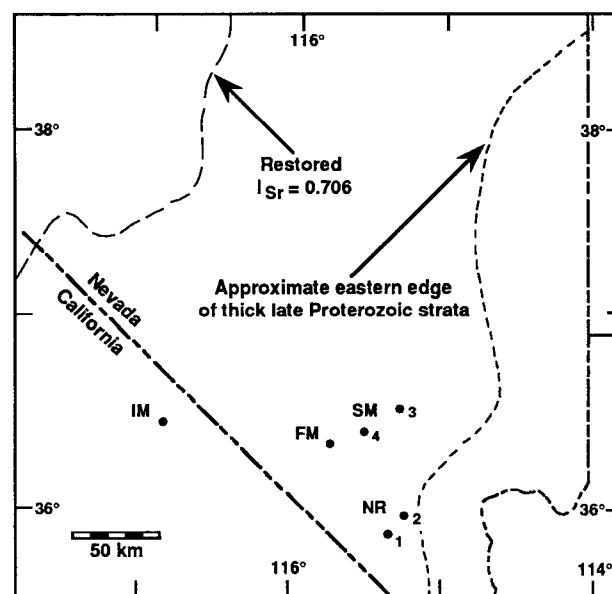 116°
38°
38°
Restored
I Sr = 0.706
Approximate eastern edge
of thick late Proterozoic strata
Nevada
California
IM
SM
3
FM
4
36°
NR
2
36°
50 km
1
116°
114°